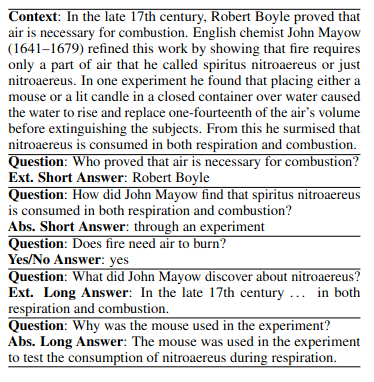 Context: In the late 17th century, Robert Boyle proved that
air is necessary for combustion. English chemist John Mayow
(1641–1679) refined this work by showing that fire requires
only a part of air that he called spiritus nitroaereus or just
nitroaereus. In one experiment he found that placing either a
mouse or a lit candle in a closed container over water caused
the water to rise and replace one-fourteenth of the air's volume
before extinguishing the subjects. From this he surmised that
nitroaereus is consumed in both respiration and combustion.
Question: Who proved that air is necessary for combustion?
Ext. Short Answer: Robert Boyle
Question: How did John Mayow find that spiritus nitroaereus
is consumed in both respiration and combustion?
Abs. Short Answer: through an experiment
Question: Does fire need air to burn?
Yes/No Answer: yes
Question: What did John Mayow discover about nitroaereus?
Ext. Long Answer: In the late 17th century ... in both
respiration and combustion.
Question: Why was the mouse used in the experiment?
Abs. Long Answer: The mouse was used in the experiment
to test the consumption of nitroaereus during respiration.